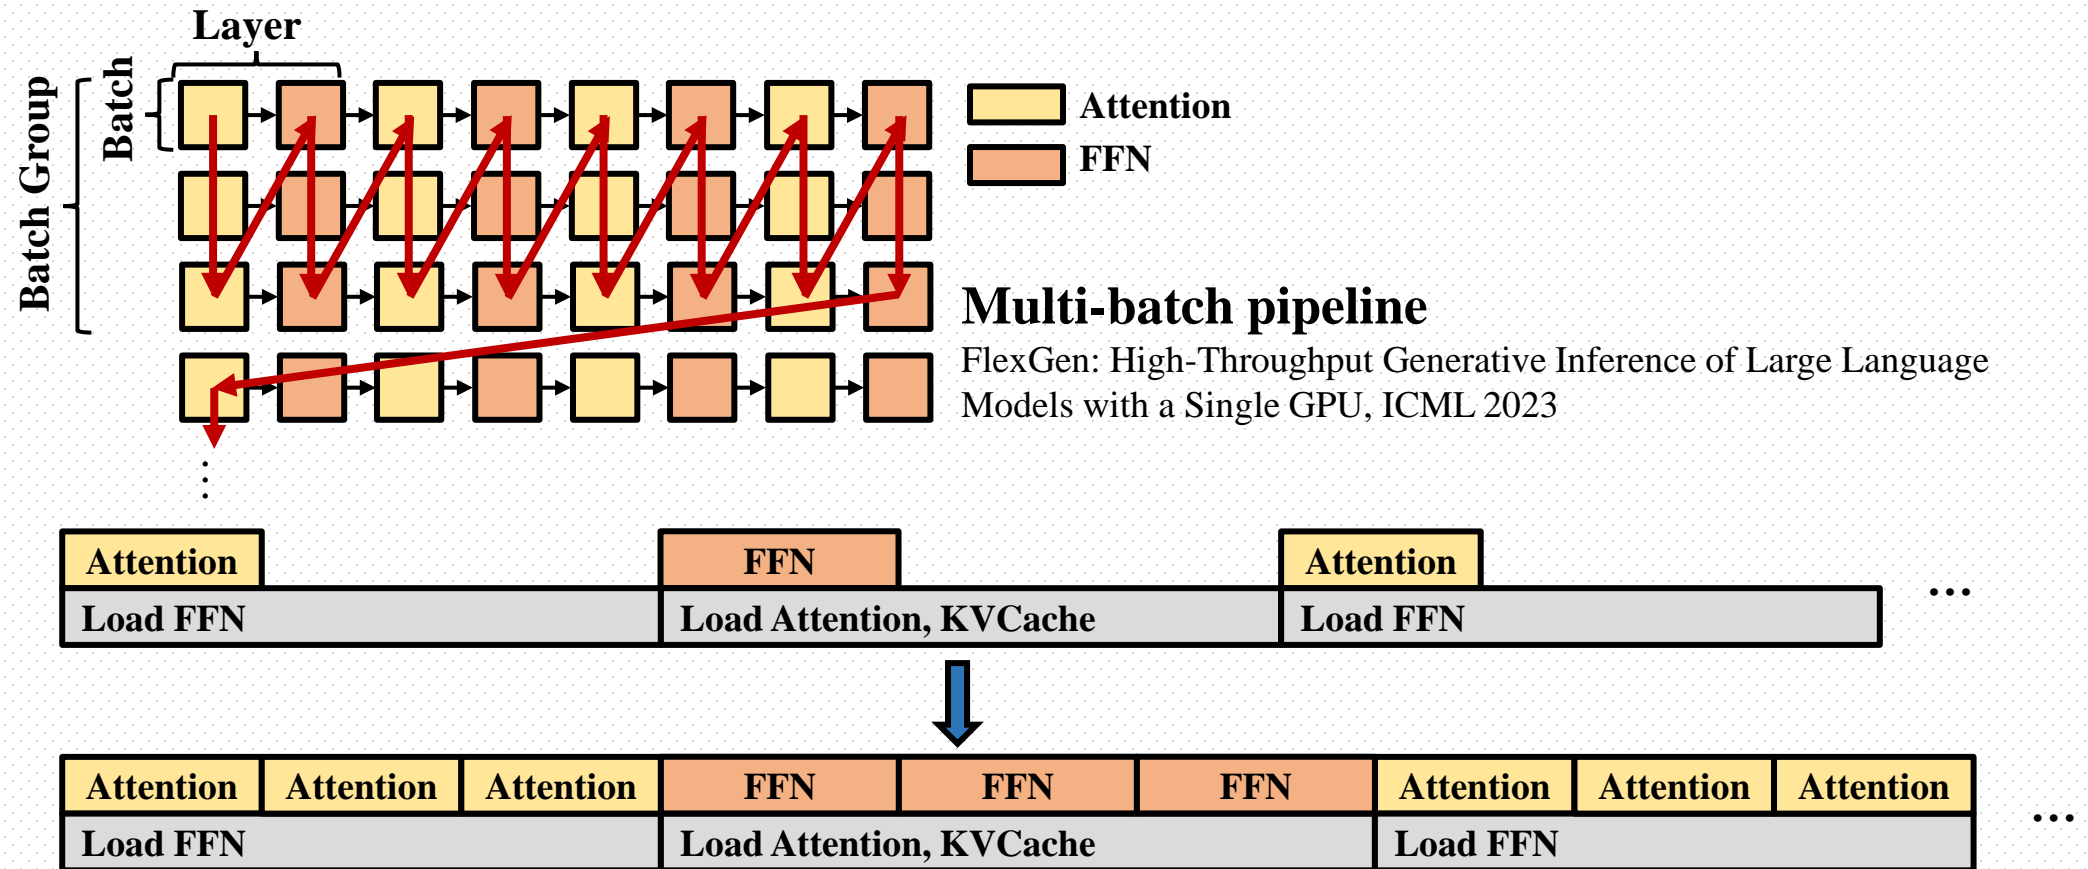 Layer
Batch Group
Batch
Attention
FFN
Multi-batch pipeline
FlexGen: High-Throughput Generative Inference of Large Language
Models with a Single GPU, ICML 2023
...
Attention FFN Attention
Load FFN Load Attention, KVCache Load FFN
...
Attention Attention Attention FFN FFN FFN Attention Attention Attention
Load FFN Load Attention, KVCache Load FFN
...